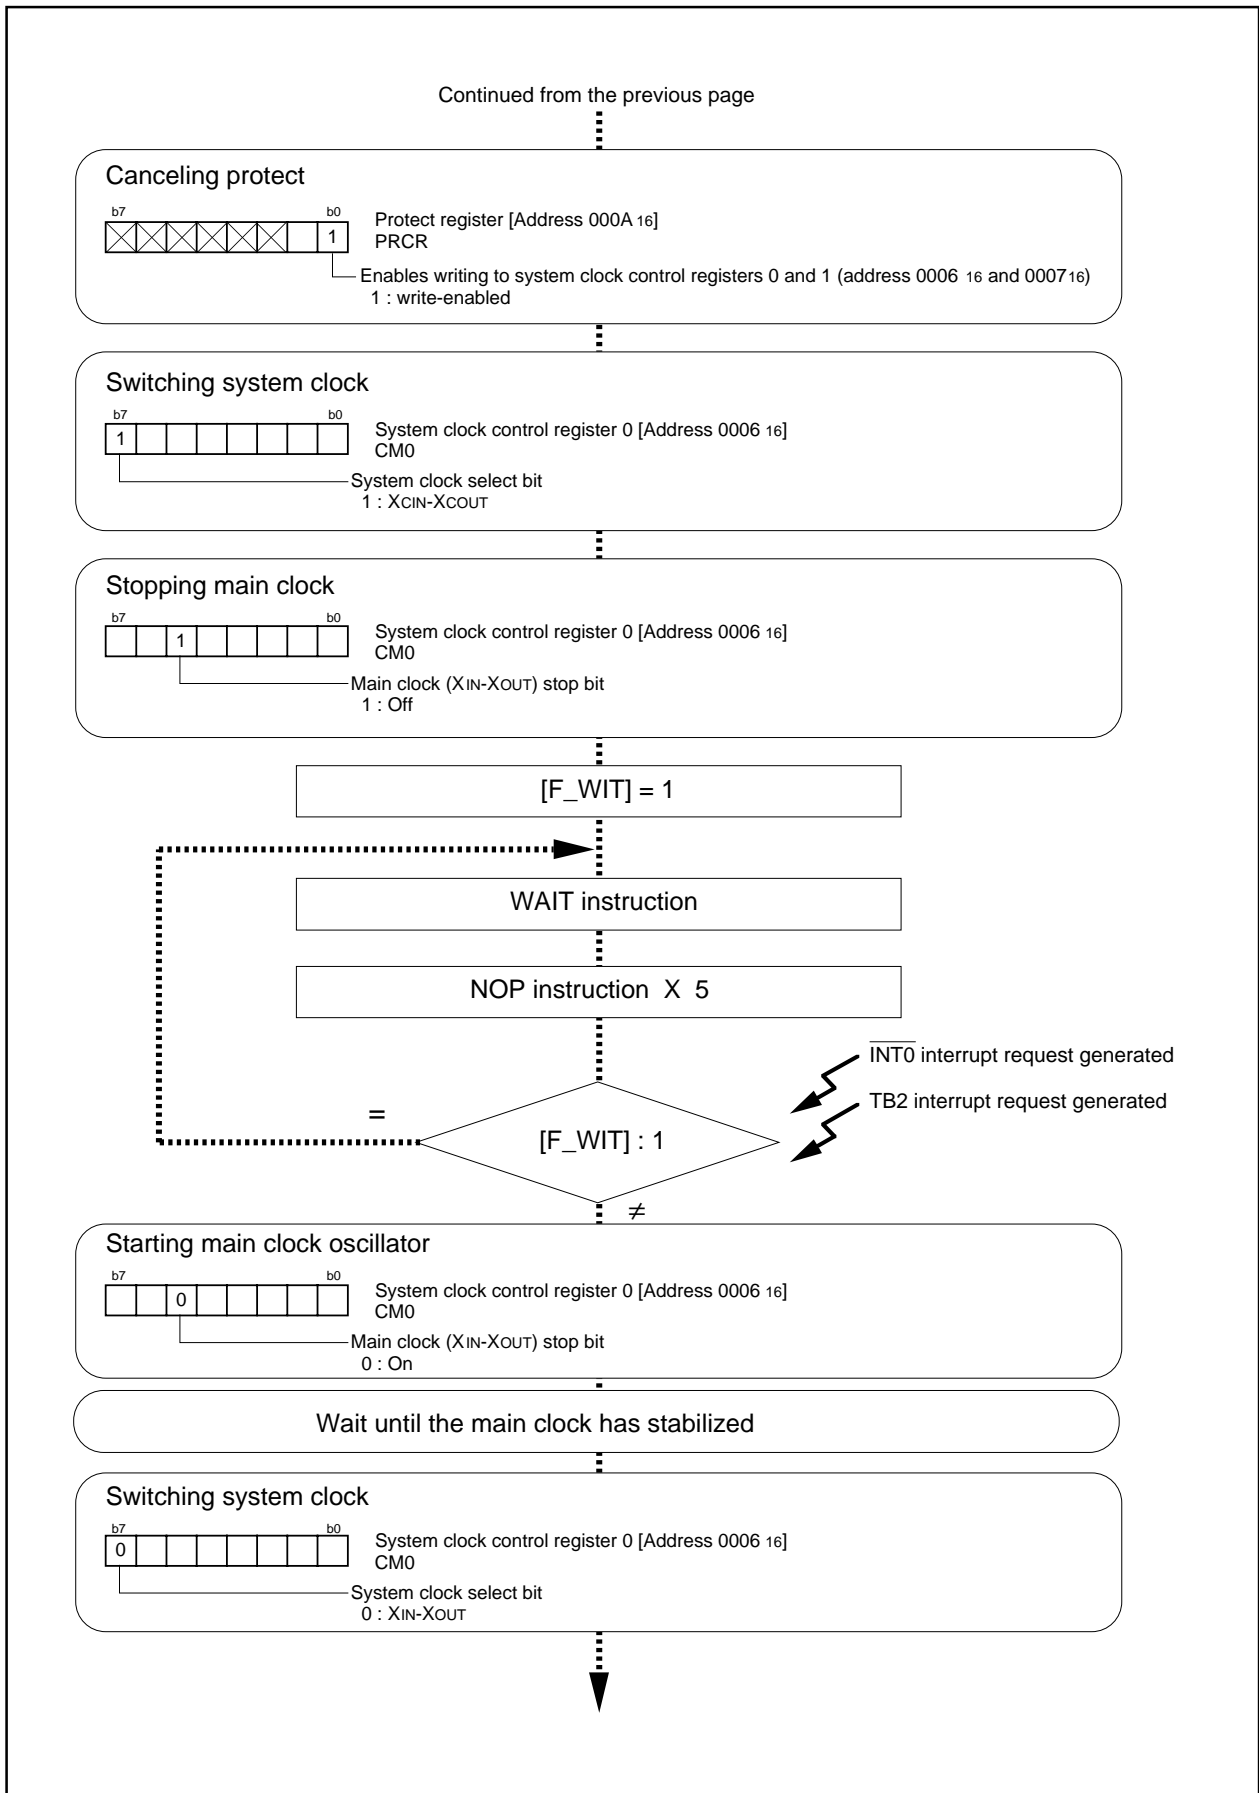 Continued from the previous page
Canceling protect
b7 b0
1
Protect register [Address 000A 16]
PRCR
Enables writing to system clock control registers 0 and 1 (address 0006 16 and 000716)
1 : write-enabled
Switching system clock
b7 b0
1
System clock control register 0 [Address 0006 16]
CM0
System clock select bit
1 : XCIN-XCOUT
Stopping main clock
b7 b0
1
System clock control register 0 [Address 0006 16]
CM0
Main clock (XIN-XOUT) stop bit
1 : Off
[F_WIT] = 1
WAIT instruction
NOP instruction X 5
INT0 interrupt request generated
TB2 interrupt request generated
=
[F_WIT] : 1
≠
Starting main clock oscillator
b7 b0
0
System clock control register 0 [Address 0006 16]
CM0
Main clock (XIN-XOUT) stop bit
0 : On
Wait until the main clock has stabilized
Switching system clock
b7 b0
0
System clock control register 0 [Address 0006 16]
CM0
System clock select bit
0 : XIN-XOUT